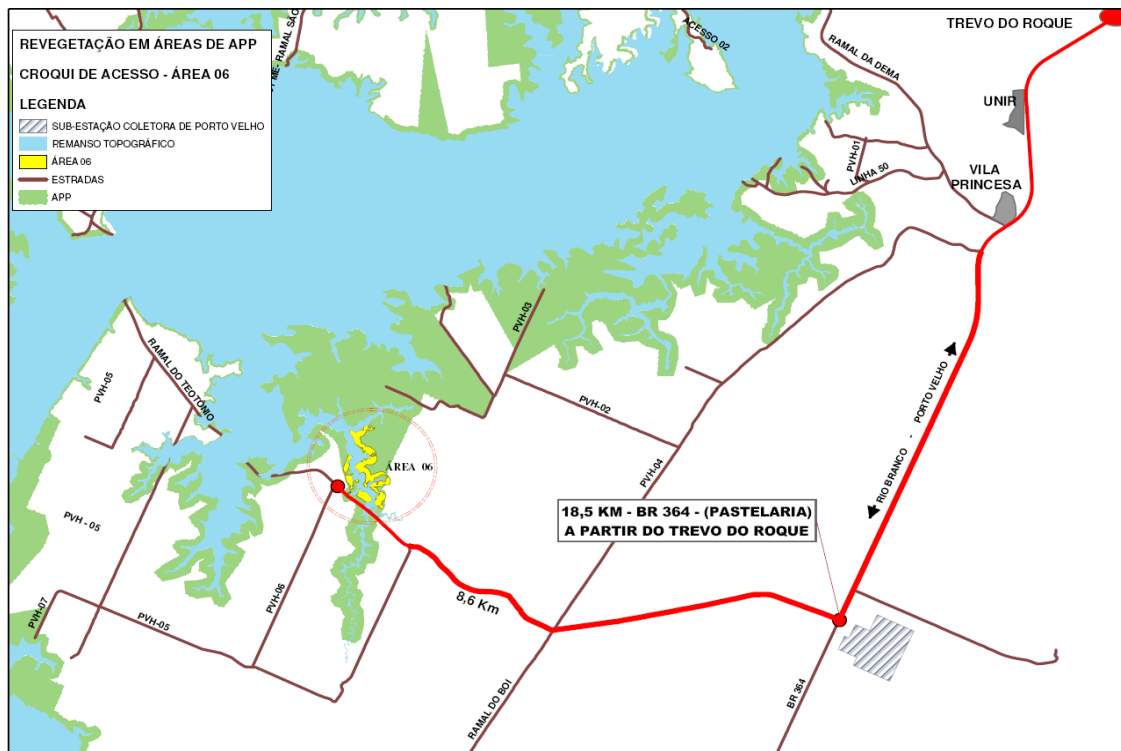 REVEGETAÇÃO EM ÁREAS DE APP
CROQUI DE ACESSO - ÁREA 06
LEGENDA
SUB-ESTAÇÃO COLETORA DE PORTO VELHO
REMANSO TOPOGRÁFICO
ÁREA 06
ESTRADAS
APP
RAMAL SÃO
ACESSO 02
TREVO DO ROQUE
RAMAL DA DEMA
UNIR
PVH-01
LINHA 50
VILA
PRINCESA
PVH-03
RAMAL DO TEOTÔNIO
PVH-05
PVH-02
RIO BRANCO - PORTO VELHO
ÁREA 06
PVH-04
18,5 KM - BR 364 - (PASTELARIA)
A PARTIR DO TREVO DO ROQUE
PVH - 05
PVH-06
8,6 Km
PVH-07
PVH-05
RAMAL DO BOI
BR 364